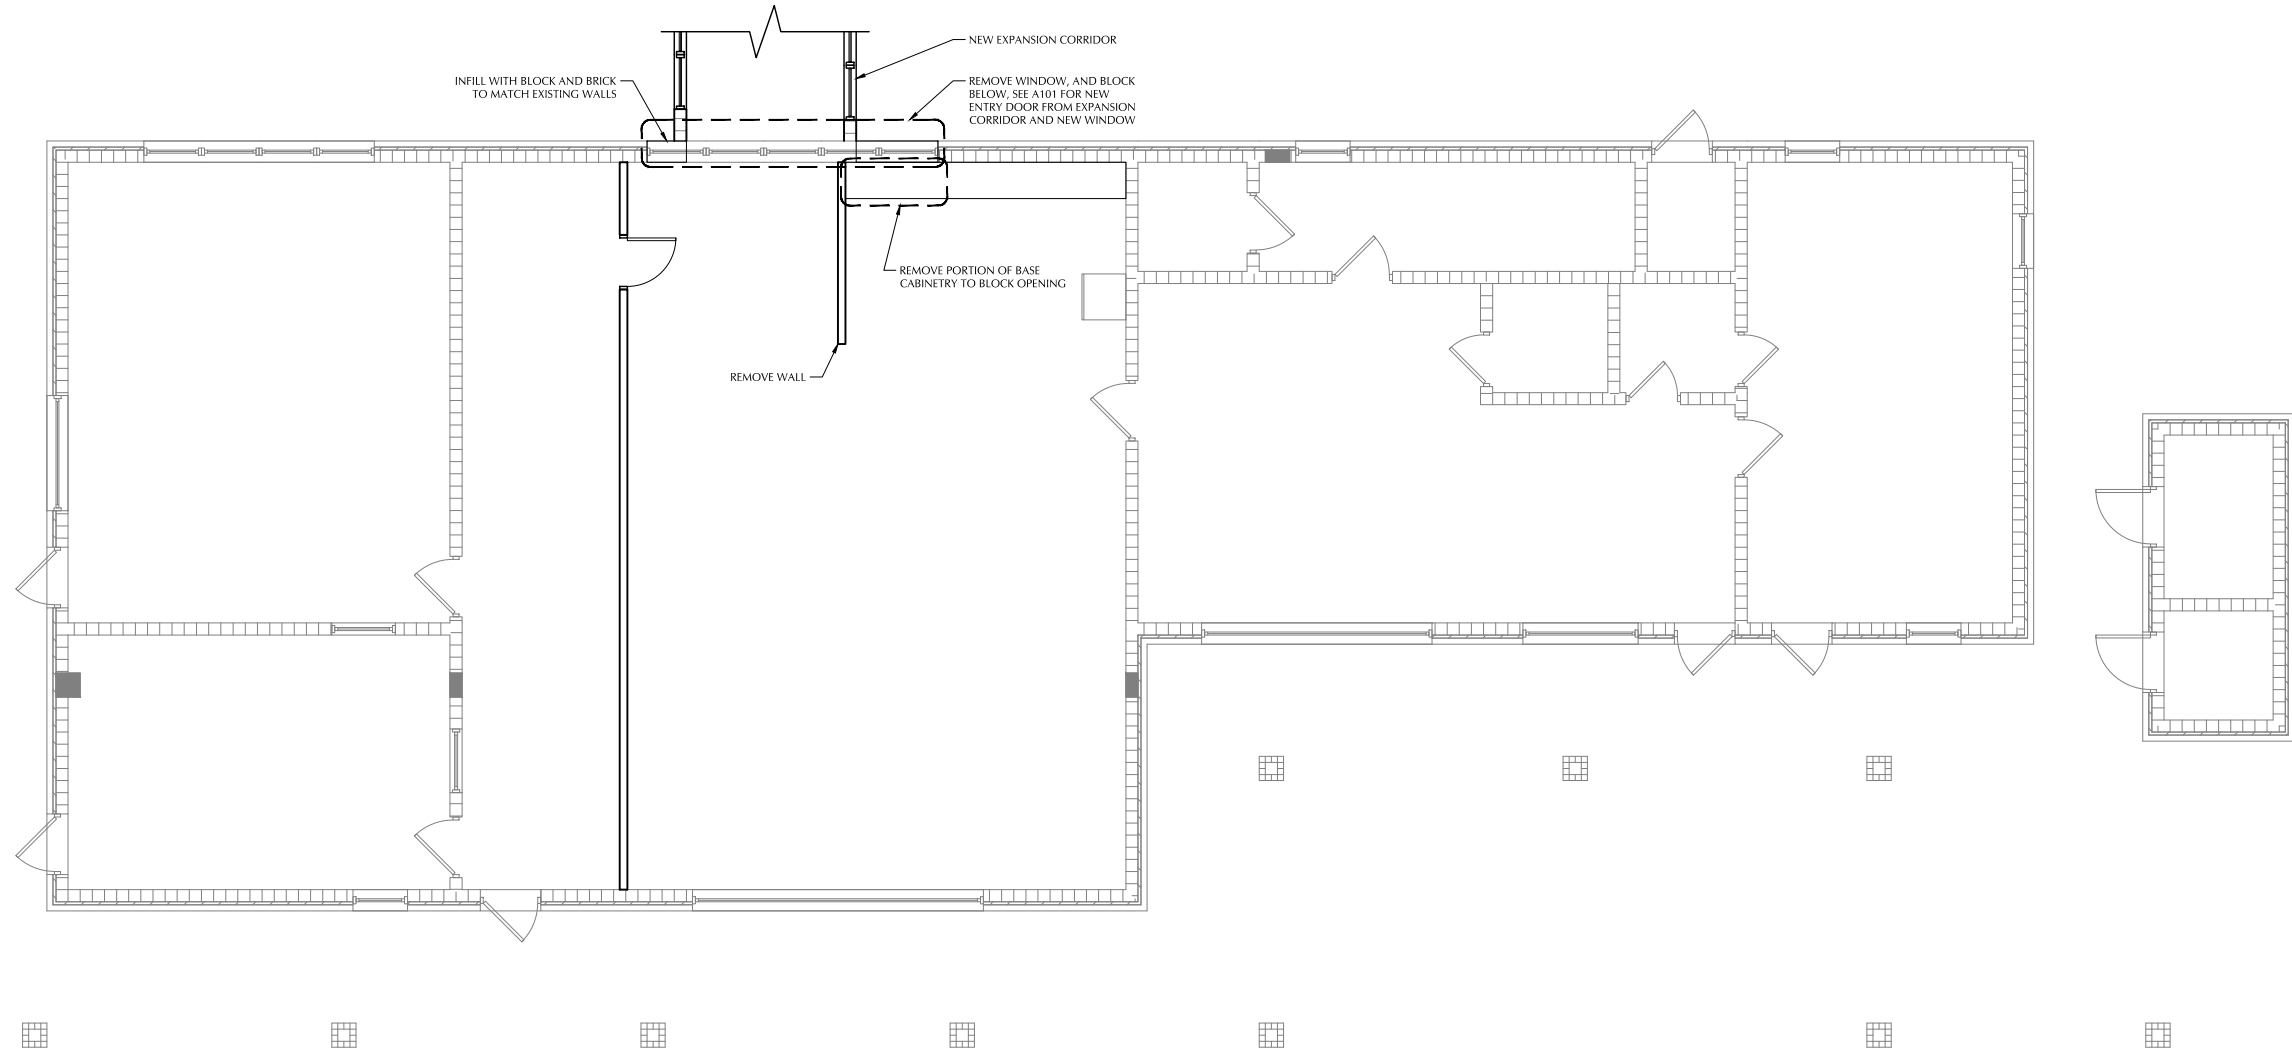 NEW EXPANSION CORRIDOR
INFILL WITH BLOCK AND BRICK
TO MATCH EXISTING WALLS
REMOVE WINDOW, AND BLOCK
BELOW, SEE A101 FOR NEW
ENTRY DOOR FROM EXPANSION
CORRIDOR AND NEW WINDOW
REMOVE PORTION OF BASE
CABINETRY TO BLOCK OPENING
REMOVE WALL